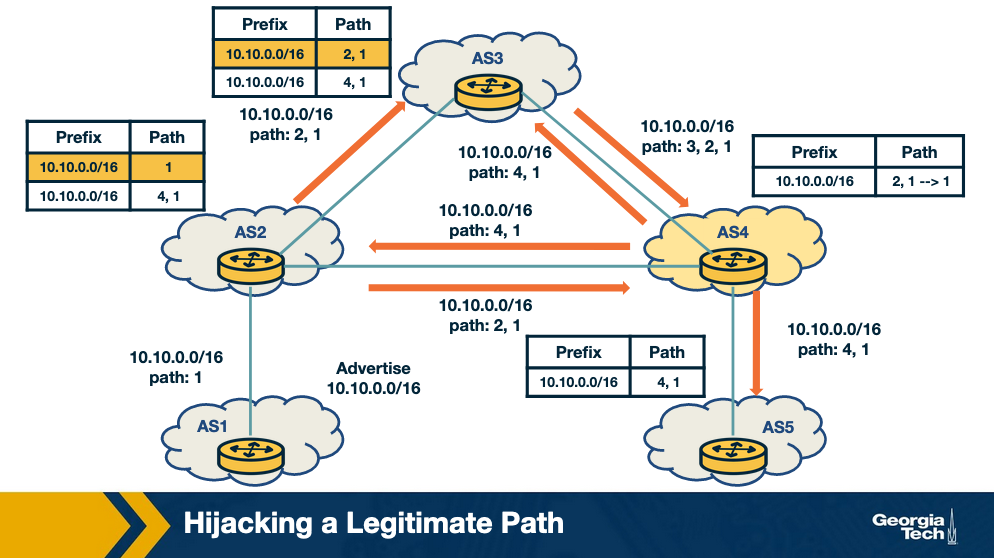 Prefix Path
10.10.0.0/16 2, 1
10.10.0.0/16 4, 1
AS3
10.10.0.0/16
path: 2, 1
Prefix Path
10.10.0.0/16 1
10.10.0.0/16 4, 1
10.10.0.0/16
path: 4, 1
10.10.0.0/16
path: 3, 2, 1
Prefix Path
10.10.0.0/16 2, 1 --> 1
AS2
10.10.0.0/16
path: 4, 1
AS4
10.10.0.0/16
path: 2, 1
10.10.0.0/16
path: 4, 1
10.10.0.0/16
path: 1
Advertise
10.10.0.0/16
Prefix Path
10.10.0.0/16 4, 1
AS1
AS5
Hijacking a Legitimate Path
Georgia
Tech